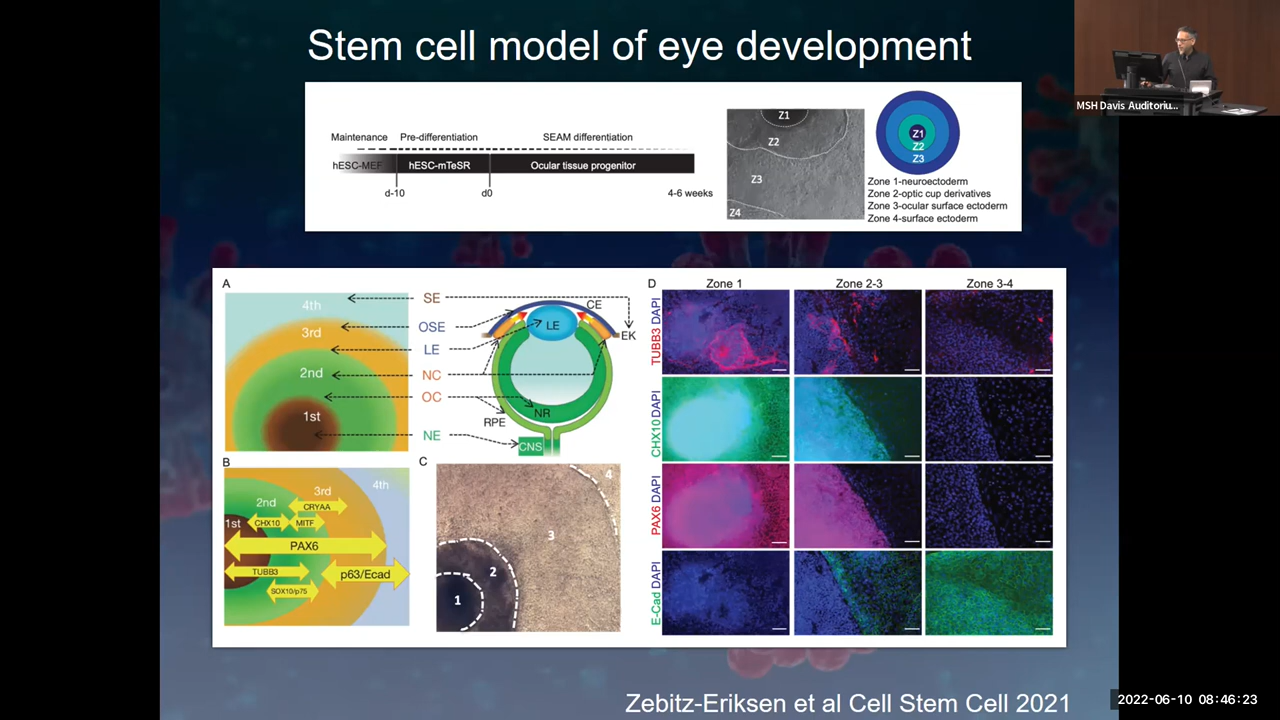 Stem cell model of eye development
MSH Davis Auditoriu...
Maintenance Pre-differentiation SEAM differentiation
hESC-MEF hESC-mTeSR Ocular tissue progenitor
d-10 d0 4-6 weeks
Z1
Z2
Z3
Z4
Z1
Z2
Z3
Zone 1-neuroectoderm
Zone 2-optic cup derivatives
Zone 3-ocular surface ectoderm
Zone 4-surface ectoderm
A
4th
3rd
2nd
1st
SE
OSE
LE
NC
OC
NE
CE
LE
EK
NR
RPE
CNS
B
1st
2nd
3rd
4th
CRYAA
CHX10 MITF
PAX6
TUBB3
p63/Ecad
SOX10/p75
C
1
2
3
4
D
Zone 1 Zone 2-3 Zone 3-4
TUBB3 DAPI
CHX10 DAPI
PAX6 DAPI
E-Cad DAPI
Zebitz-Eriksen et al Cell Stem Cell 2021
2022-06-10 08:46:23